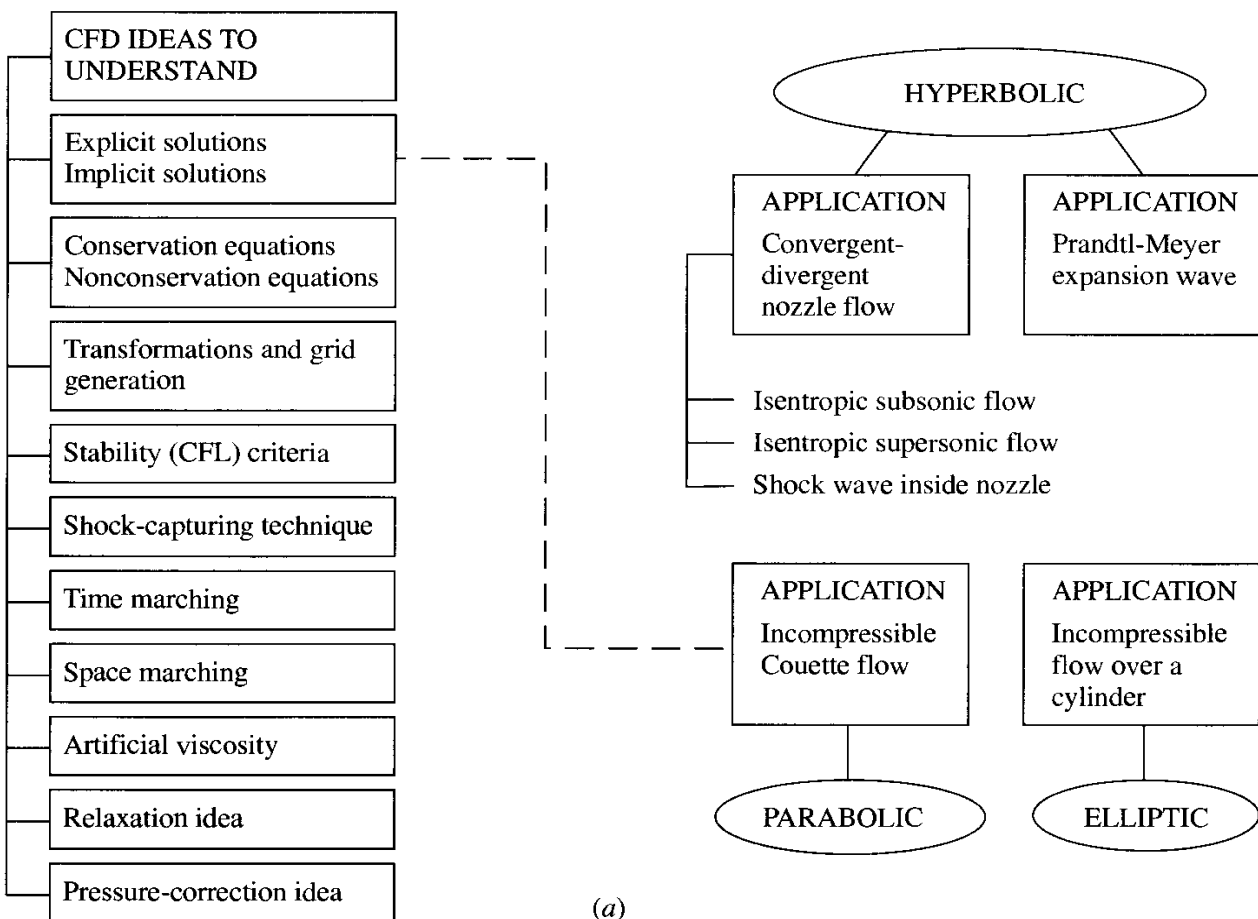 CFD IDEAS TO
UNDERSTAND
Explicit solutions
Implicit solutions
Conservation equations
Nonconservation equations
Transformations and grid
generation
Stability (CFL) criteria
Shock-capturing technique
Time marching
Space marching
Artificial viscosity
Relaxation idea
Pressure-correction idea
HYPERBOLIC
APPLICATION
Convergent-
divergent
nozzle flow
APPLICATION
Prandtl-Meyer
expansion wave
Isentropic subsonic flow
Isentropic supersonic flow
Shock wave inside nozzle
APPLICATION
Incompressible
Couette flow
APPLICATION
Incompressible
flow over a
cylinder
PARABOLIC
ELLIPTIC
(a)